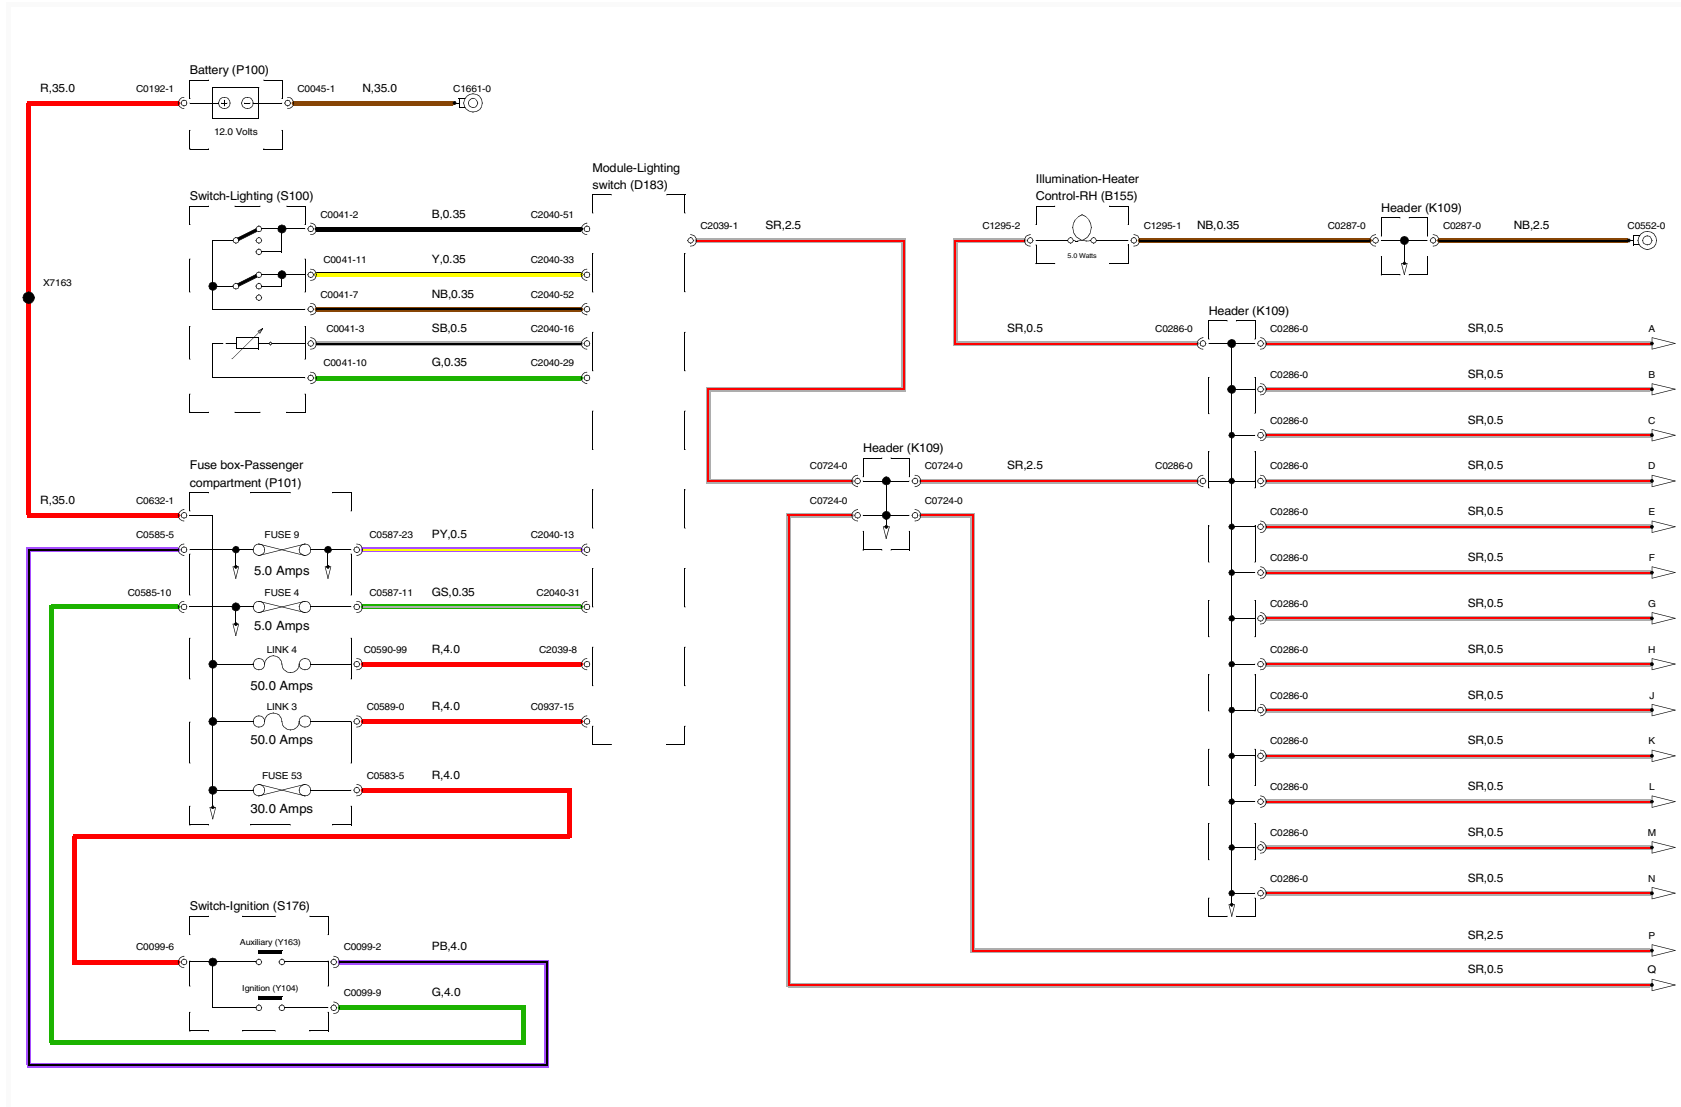 Battery (P100)
R,35.0 C0192-1 C0045-1 N,35.0 C1661-0
12.0 Volts
Module-Lighting
switch (D183)
Switch-Lighting (S100)
C0041-2 B,0.35 C2040-51
C0041-11 Y,0.35 C2040-33
C0041-7 NB,0.35 C2040-52
C0041-3 SB,0.5 C2040-16
C0041-10 G,0.35 C2040-29
X7163
C2039-1 SR,2.5
Illumination-Heater
Control-RH (B155)
C1295-2 C1295-1 NB,0.35 C0287-0
5.0 Watts
Header (K109)
C0287-0 NB,2.5 C0552-0
Header (K109)
SR,0.5 C0286-0 C0286-0 SR,0.5 A
C0286-0 SR,0.5 B
C0286-0 SR,0.5 C
Header (K109)
C0724-0 C0724-0 SR,2.5 C0286-0 C0286-0 SR,0.5 D
C0724-0 C0724-0
C0286-0 SR,0.5 E
C0286-0 SR,0.5 F
C0286-0 SR,0.5 G
C0286-0 SR,0.5 H
C0286-0 SR,0.5 J
C0286-0 SR,0.5 K
C0286-0 SR,0.5 L
C0286-0 SR,0.5 M
C0286-0 SR,0.5 N
SR,2.5 P
SR,0.5 Q
Fuse box-Passenger
compartment (P101)
R,35.0 C0632-1
C0585-5 FUSE 9 C0587-23 PY,0.5 C2040-13
5.0 Amps
C0585-10 FUSE 4 C0587-11 GS,0.35 C2040-31
5.0 Amps
LINK 4 C0590-99 R,4.0 C2039-8
50.0 Amps
LINK 3 C0589-0 R,4.0 C0937-15
50.0 Amps
FUSE 53 C0583-5 R,4.0
30.0 Amps
Switch-Ignition (S176)
C0099-6 Auxiliary (Y163) C0099-2 PB,4.0
Ignition (Y104) C0099-9 G,4.0